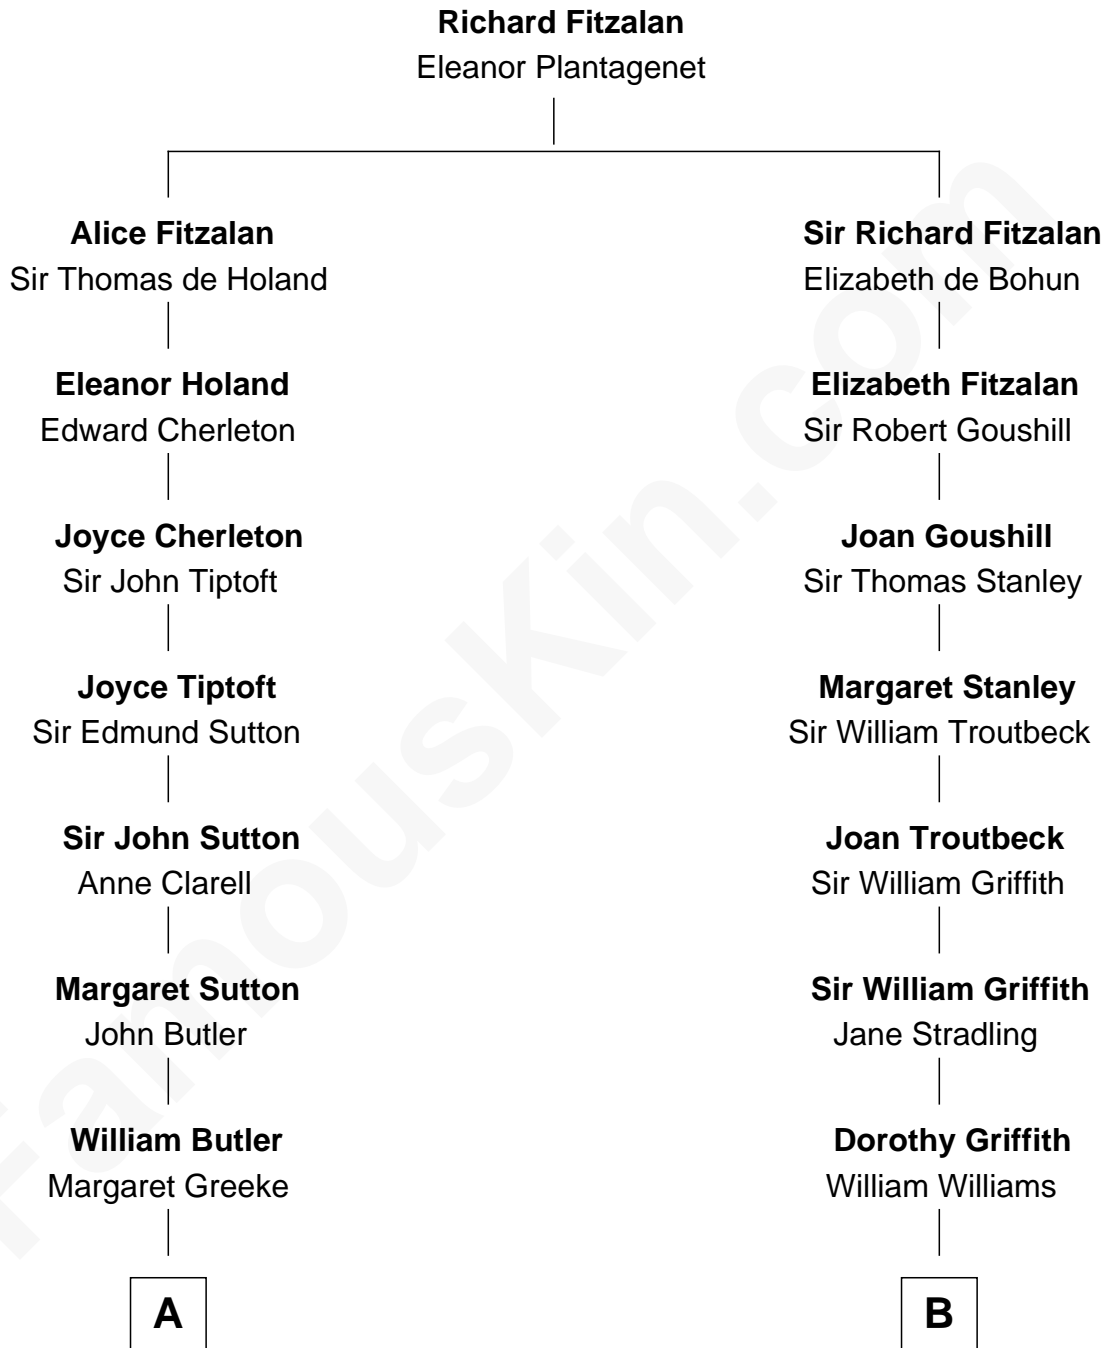 Richard Fitzalan
Eleanor Plantagenet
Alice Fitzalan
Sir Thomas de Holand
Eleanor Holand
Edward Cherleton
Joyce Cherleton
Sir John Tiptoft
Joyce Tiptoft
Sir Edmund Sutton
Sir John Sutton
Anne Clarell
Margaret Sutton
John Butler
William Butler
Margaret Greeke
A
Sir Richard Fitzalan
Elizabeth de Bohun
Elizabeth Fitzalan
Sir Robert Goushill
Joan Goushill
Sir Thomas Stanley
Margaret Stanley
Sir William Troutbeck
Joan Troutbeck
Sir William Griffith
Sir William Griffith
Jane Stradling
Dorothy Griffith
William Williams
B
FamousKin.com